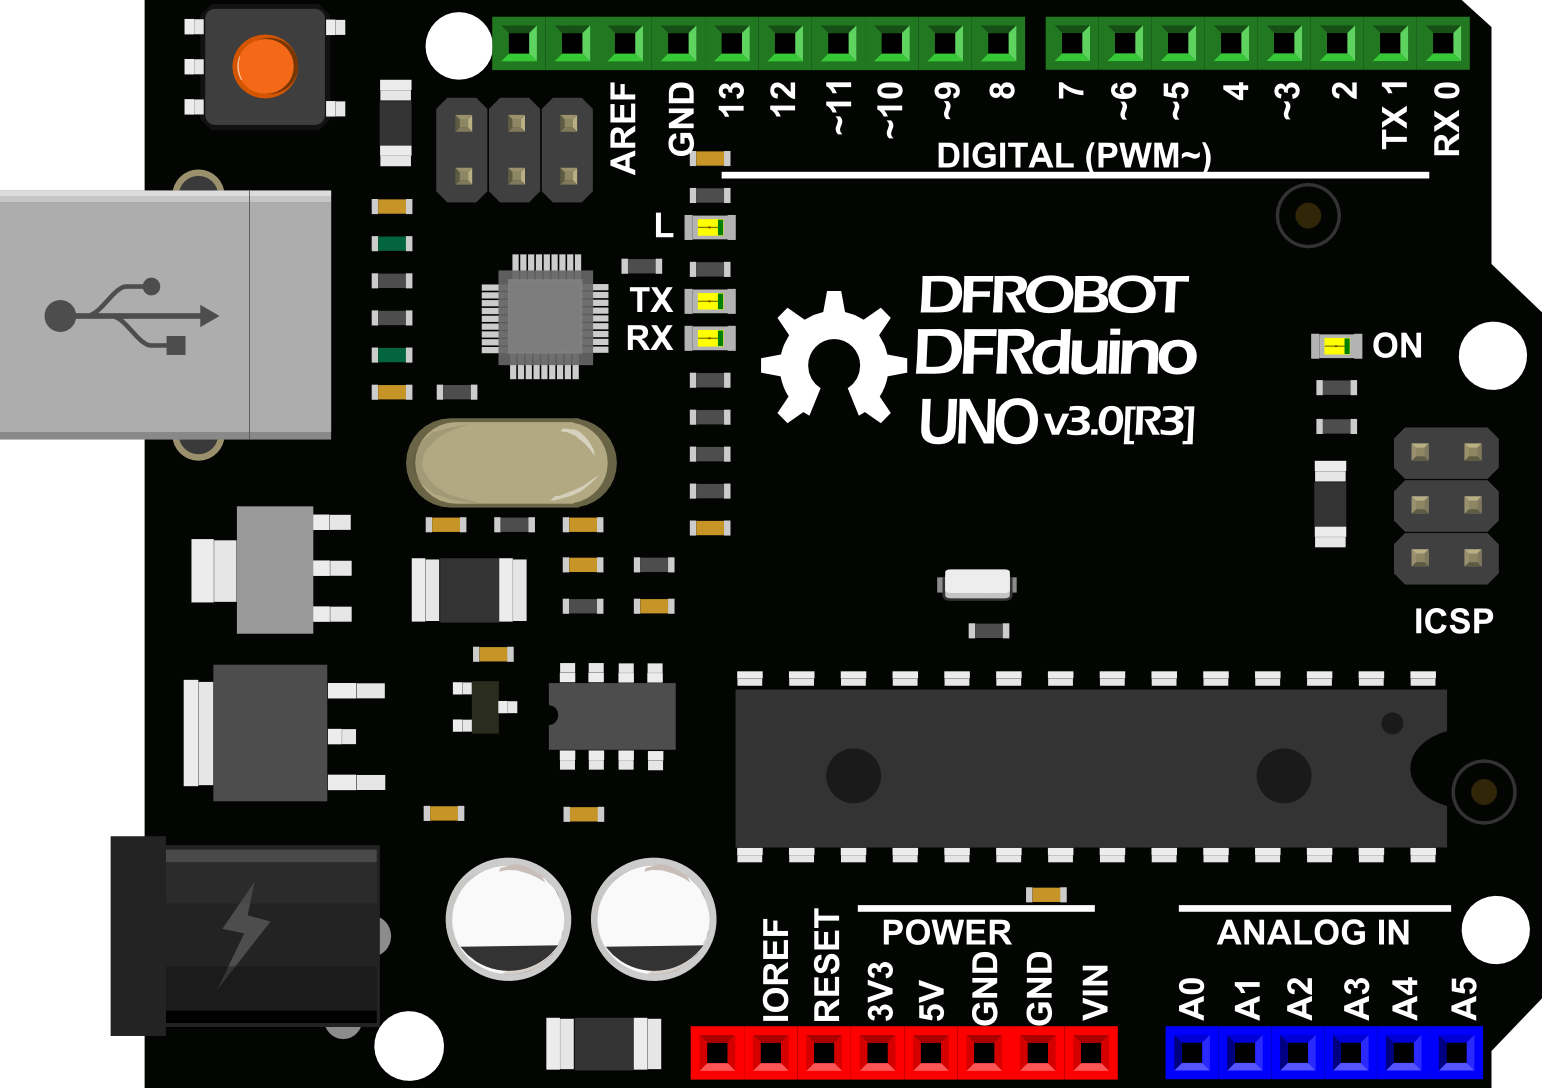 AREF
GND
13
12
~11
~10
~9
8
7
~6
~5
4
~3
2
TX 1
RX 0
DIGITAL (PWM~)
L
TX
RX
DFROBOT
DFRduino
UNO v3.0[R3]
ON
ICSP
POWER
ANALOG IN
IOREF
RESET
3V3
5V
GND
GND
VIN
A0
A1
A2
A3
A4
A5